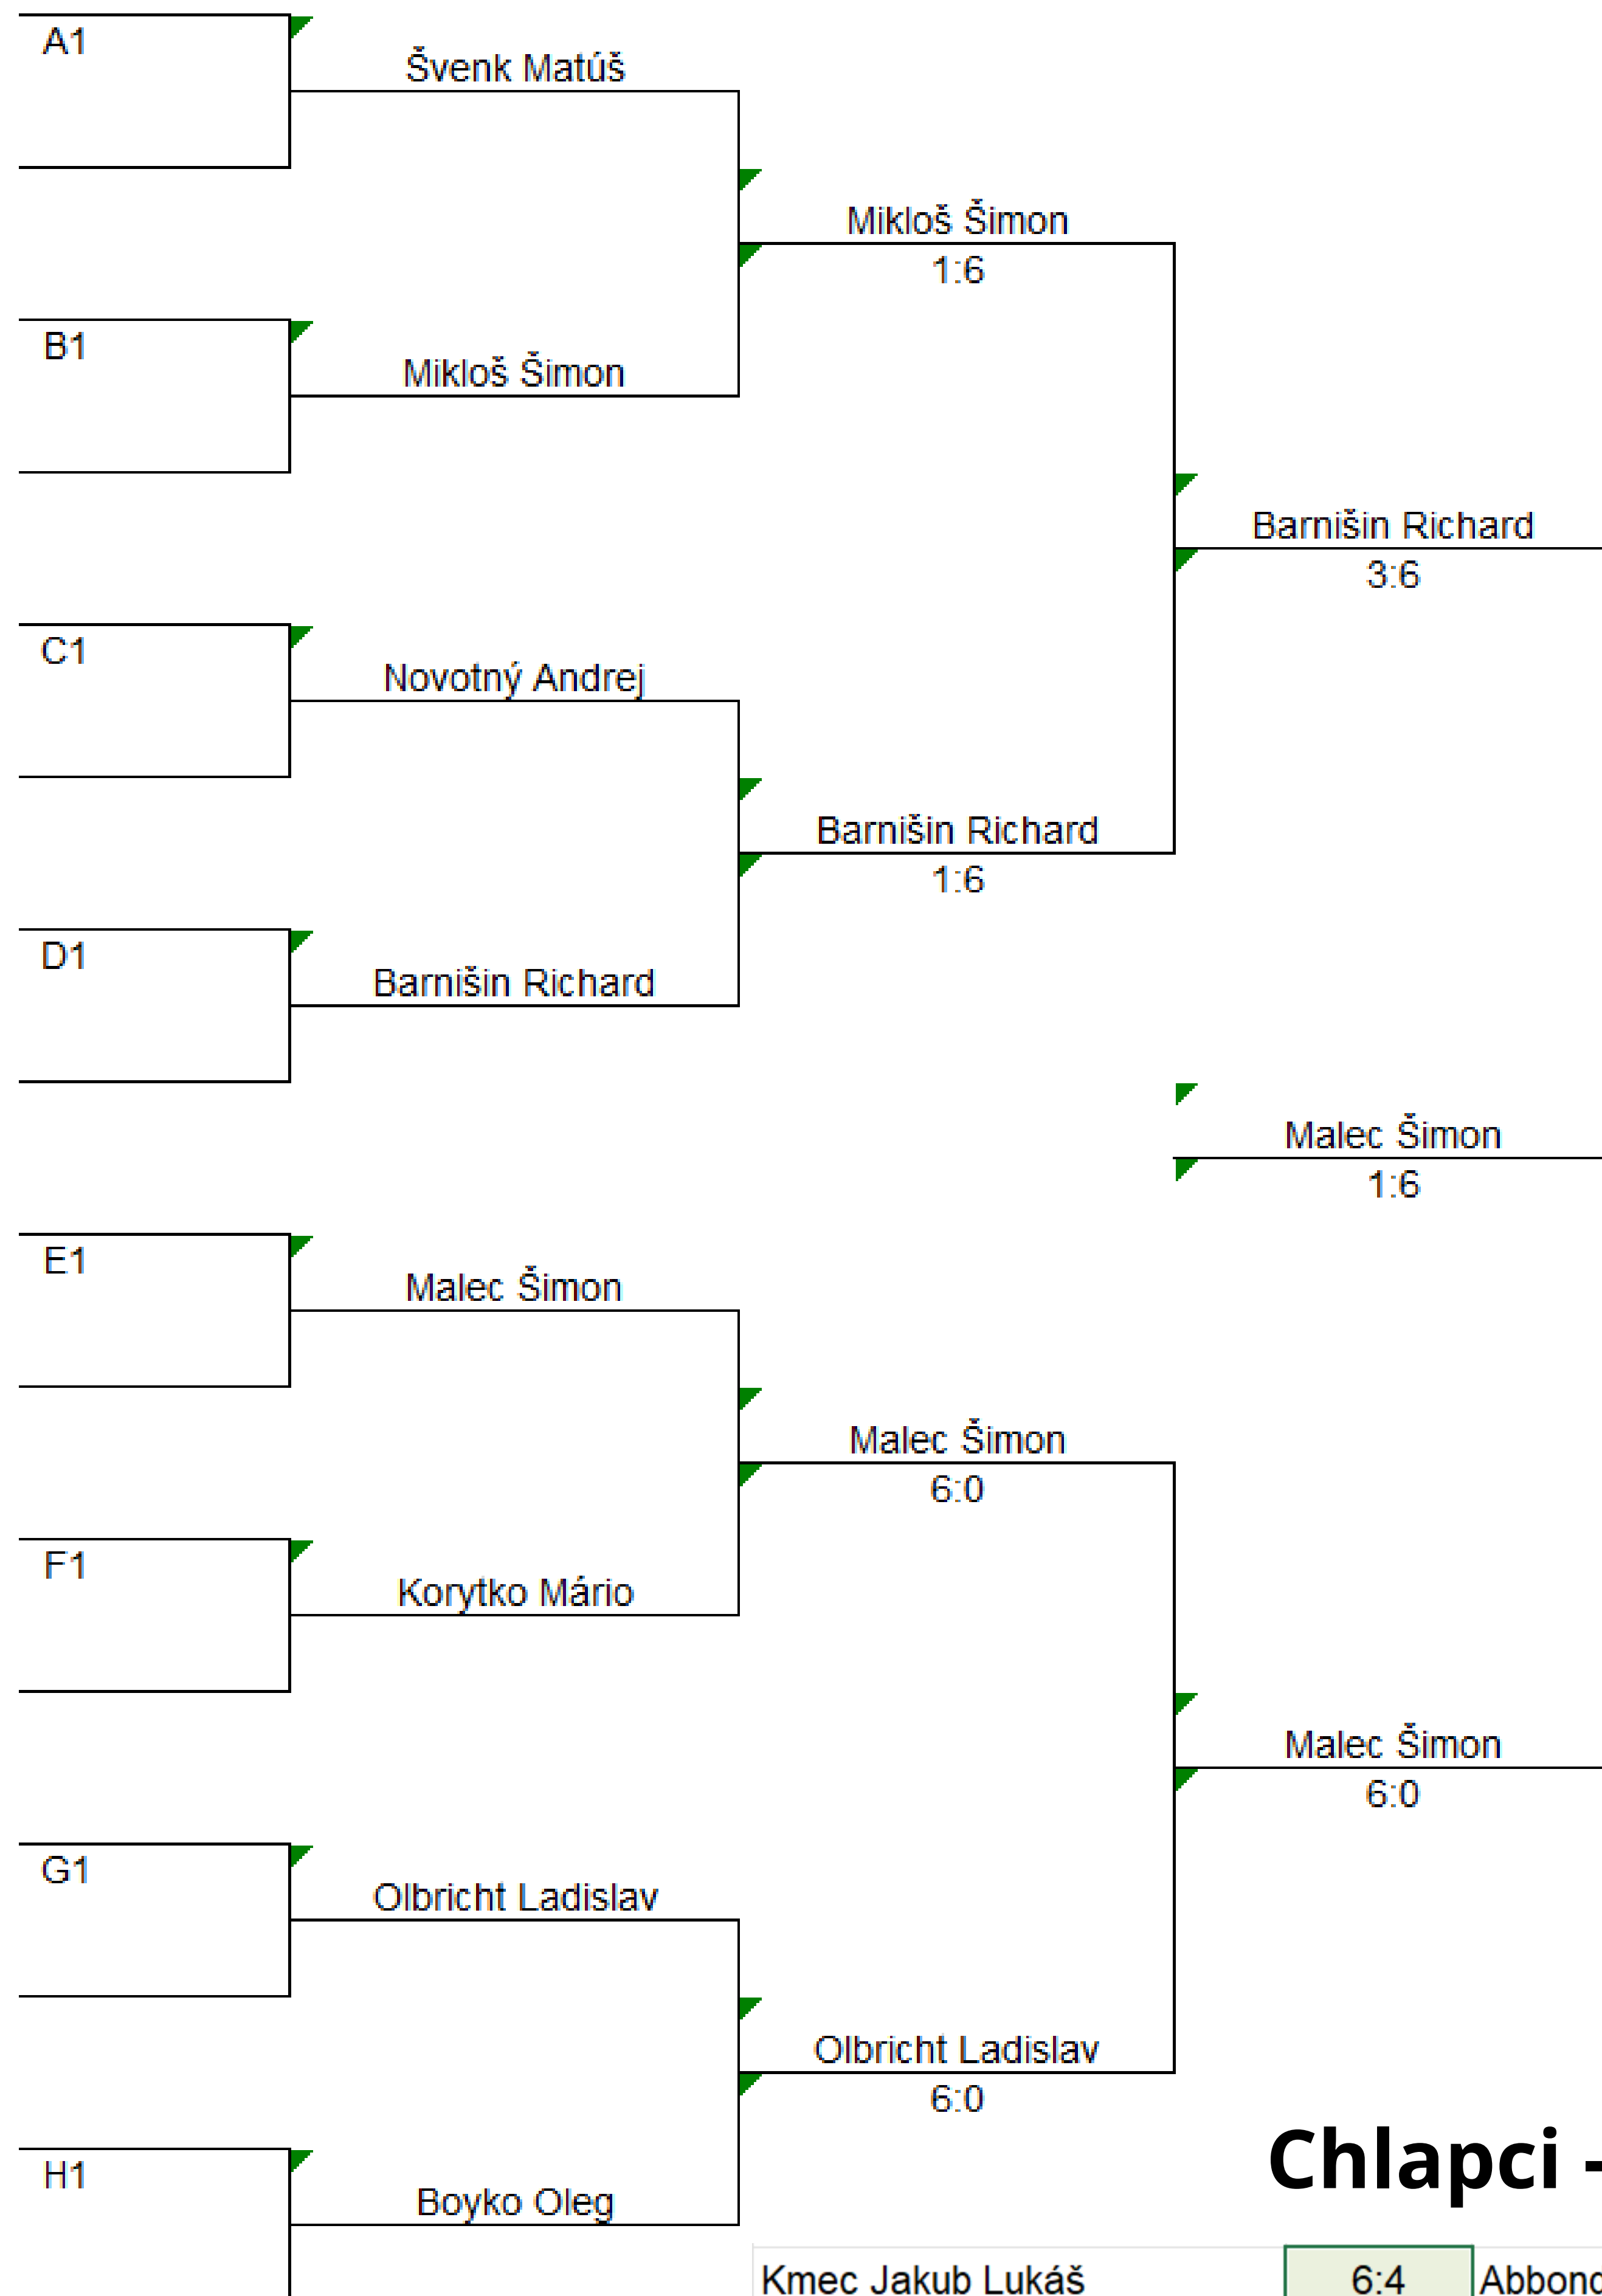 A1
Švenk Matúš
Mikloš Šimon
1:6
B1
Mikloš Šimon
Barnišin Richard
3:6
C1
Novotný Andrej
Barnišin Richard
1:6
D1
Barnišin Richard
Malec Šimon
1:6
E1
Malec Šimon
Malec Šimon
6:0
F1
Korytko Mário
Malec Šimon
6:0
G1
Olbricht Ladislav
Olbricht Ladislav
6:0
Chlapci -
H1
Boyko Oleg
Kmec Jakub Lukáš 6:4